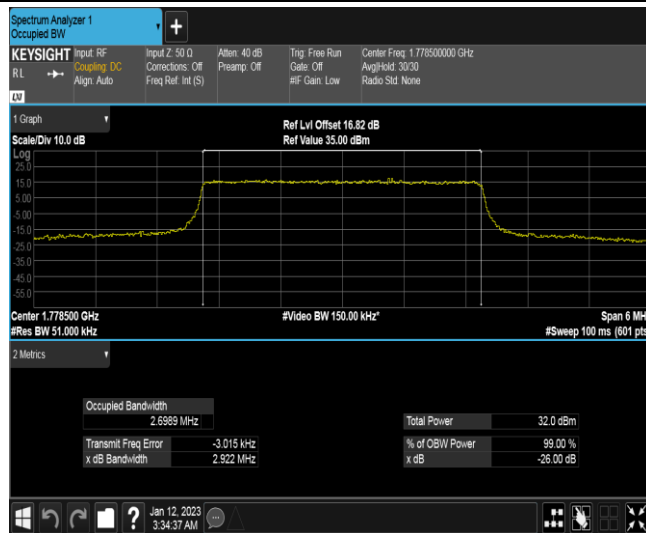 Spectrum Analyzer 1
Occupied BW
+
KEYSIGHT
RL
LXI
Input: RF
Coupling: DC
Align: Auto
Input Z: 50 Ω
Corrections: Off
Freq Ref: Int (S)
Atten: 40 dB
Preamp: Off
Trig: Free Run
Gate: Off
#IF Gain: Low
Center Freq: 1.778500000 GHz
Avg|Hold: 30/30
Radio Std: None
1 Graph
Scale/Div 10.0 dB
Ref Lvl Offset 16.82 dB
Ref Value 35.00 dBm
Log
25.0
15.0
5.00
-5.00
-15.0
-25.0
-35.0
-45.0
-55.0
Center 1.778500 GHz
#Res BW 51.000 kHz
#Video BW 150.00 kHz*
Span 6 MH
#Sweep 100 ms (601 pts
2 Metrics
Occupied Bandwidth
2.6989 MHz
Transmit Freq Error -3.015 kHz
x dB Bandwidth 2.922 MHz
Total Power 32.0 dBm
% of OBW Power 99.00 %
x dB -26.00 dB
?
Jan 12, 2023
3:34:37 AM